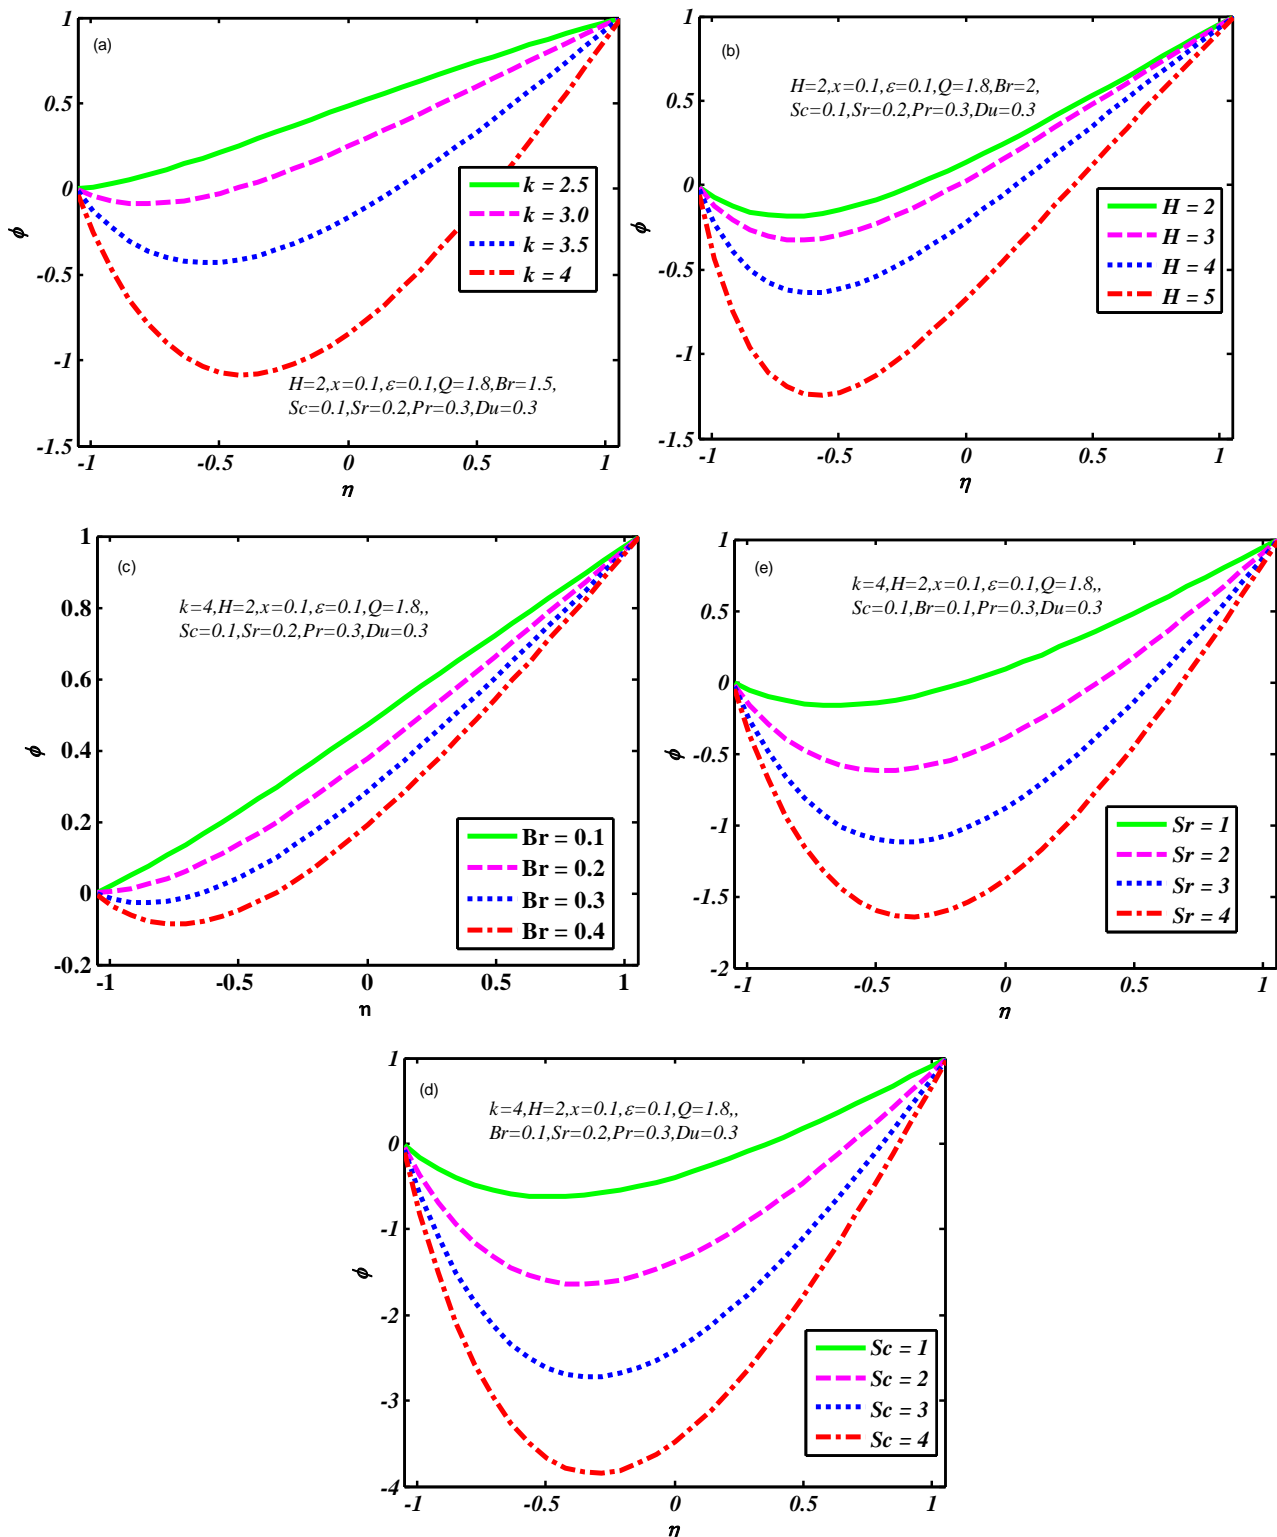 (a)
1
0.5
0
-0.5
-1
-1.5
ϕ
k = 2.5
k = 3.0
k = 3.5
k = 4
H=2,x=0.1,ε=0.1,Q=1.8,Br=1.5,
Sc=0.1,Sr=0.2,Pr=0.3,Du=0.3
-1
-0.5
0
0.5
1
η
(b)
1
0.5
0
-0.5
-1
-1.5
ϕ
H=2,x=0.1,ε=0.1,Q=1.8,Br=2,
Sc=0.1,Sr=0.2,Pr=0.3,Du=0.3
H = 2
H = 3
H = 4
H = 5
-1
-0.5
0
0.5
1
η
(c)
1
0.8
0.6
0.4
0.2
0
-0.2
ϕ
k=4,H=2,x=0.1,ε=0.1,Q=1.8,,
Sc=0.1,Sr=0.2,Pr=0.3,Du=0.3
Br = 0.1
Br = 0.2
Br = 0.3
Br = 0.4
-1
-0.5
0
0.5
1
η
(e)
1
0.5
0
-0.5
-1
-1.5
-2
ϕ
k=4,H=2,x=0.1,ε=0.1,Q=1.8,,
Sc=0.1,Br=0.1,Pr=0.3,Du=0.3
Sr = 1
Sr = 2
Sr = 3
Sr = 4
-1
-0.5
0
0.5
1
η
(d)
1
0
-1
-2
-3
-4
ϕ
k=4,H=2,x=0.1,ε=0.1,Q=1.8,,
Br=0.1,Sr=0.2,Pr=0.3,Du=0.3
Sc = 1
Sc = 2
Sc = 3
Sc = 4
-1
-0.5
0
0.5
1
η